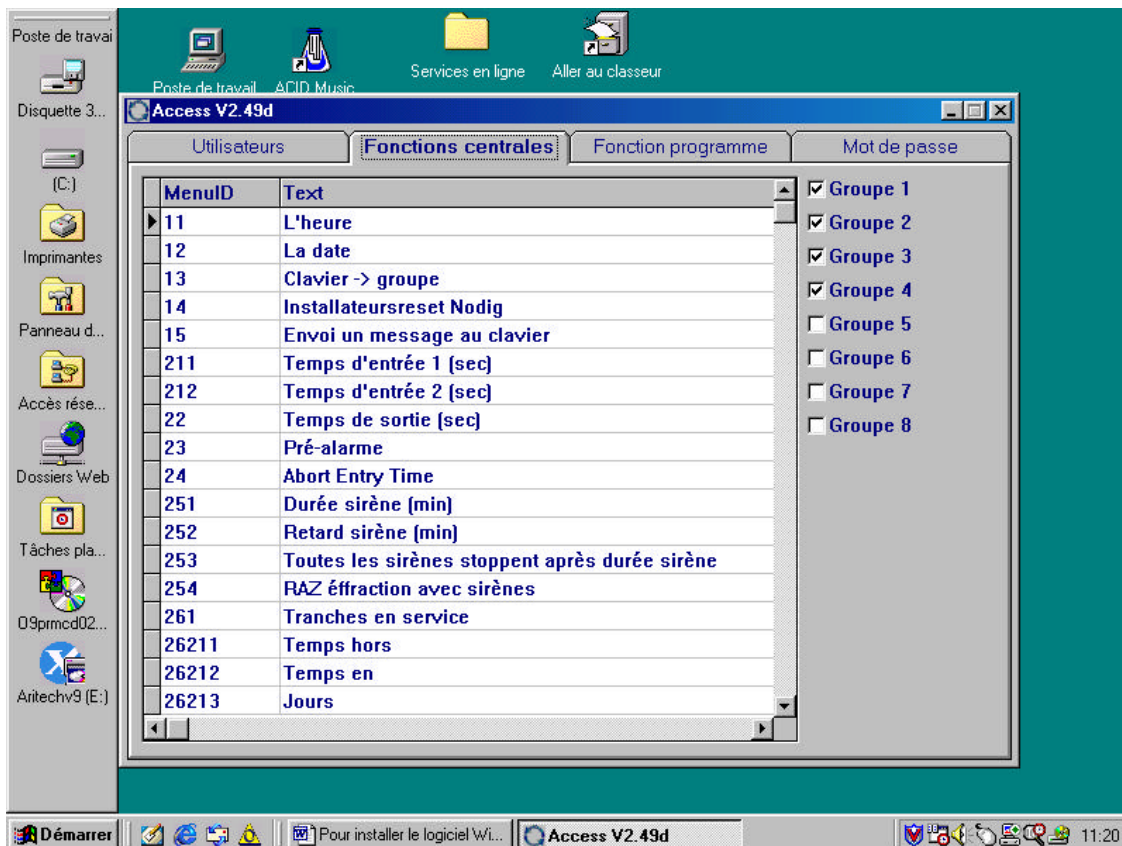 Poste de travai
Disquette 3...
(C:)
Imprimantes
Panneau d...
Accès rése...
Dossiers Web
Tâches pla...
O9prmcd02...
Aritechv9 (E:)
Poste de travail
ACID Music
Services en ligne
Aller au classeur
Access V2.49d
Utilisateurs
Fonctions centrales
Fonction programme
Mot de passe
MenuID Text
11 L'heure
12 La date
13 Clavier -> groupe
14 Installateursreset Nodig
15 Envoi un message au clavier
211 Temps d'entrée 1 (sec)
212 Temps d'entrée 2 (sec)
22 Temps de sortie (sec)
23 Pré-alarme
24 Abort Entry Time
251 Durée sirène (min)
252 Retard sirène (min)
253 Toutes les sirènes stoppent après durée sirène
254 RAZ éffraction avec sirènes
261 Tranches en service
26211 Temps hors
26212 Temps en
26213 Jours
Groupe 1
Groupe 2
Groupe 3
Groupe 4
Groupe 5
Groupe 6
Groupe 7
Groupe 8
Démarrer
Pour installer le logiciel Wi...
Access V2.49d
11:20